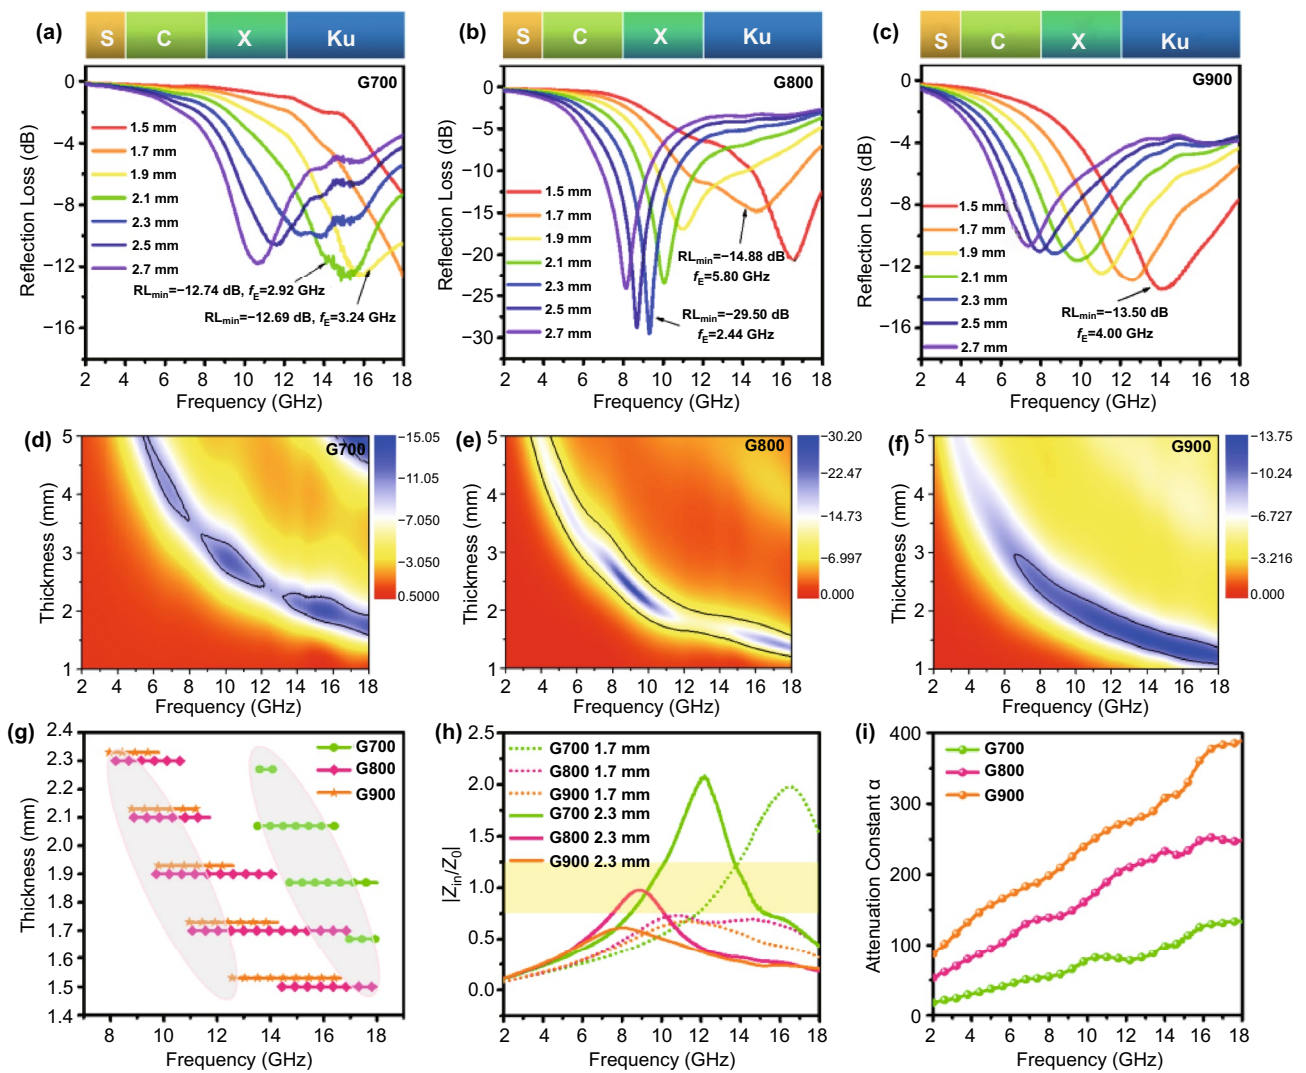 (a)
S C X Ku
G700
Reflection Loss (dB)
0
−4
−8
−12
−16
1.5 mm
1.7 mm
1.9 mm
2.1 mm
2.3 mm
2.5 mm
2.7 mm
RLmin=−12.74 dB, fE=2.92 GHz
RLmin=−12.69 dB, fE=3.24 GHz
2 4 6 8 10 12 14 16 18
Frequency (GHz)
(b)
S C X Ku
G800
Reflection Loss (dB)
0
−5
−10
−15
−20
−25
−30
1.5 mm
1.7 mm
1.9 mm
2.1 mm
2.3 mm
2.5 mm
2.7 mm
RLmin=−14.88 dB
fE=5.80 GHz
RLmin=−29.50 dB
fE=2.44 GHz
2 4 6 8 10 12 14 16 18
Frequency (GHz)
(c)
S C X Ku
G900
Reflection Loss (dB)
0
−4
−8
−12
−16
1.5 mm
1.7 mm
1.9 mm
2.1 mm
2.3 mm
2.5 mm
2.7 mm
RLmin=−13.50 dB
fE=4.00 GHz
2 4 6 8 10 12 14 16 18
Frequency (GHz)
(d)
G700
Thickmess (mm)
5
4
3
2
1
2 4 6 8 10 12 14 16 18
Frequency (GHz)
−15.05
−11.05
−7.050
−3.050
0.5000
(e)
G800
Thickmess (mm)
5
4
3
2
1
2 4 6 8 10 12 14 16 18
Frequency (GHz)
−30.20
−22.47
−14.73
−6.997
0.000
(f)
G900
Thickmess (mm)
5
4
3
2
1
2 4 6 8 10 12 14 16 18
Frequency (GHz)
−13.75
−10.24
−6.727
−3.216
0.000
(g)
Thickness (mm)
2.4
2.3
2.2
2.1
2.0
1.9
1.8
1.7
1.6
1.5
1.4
G700
G800
G900
8 10 12 14 16 18
Frequency (GHz)
(h)
|Zin/Z0|
2.5
2.0
1.5
1.0
0.5
0.0
G700 1.7 mm
G800 1.7 mm
G900 1.7 mm
G700 2.3 mm
G800 2.3 mm
G900 2.3 mm
2 4 6 8 10 12 14 16 18
Frequency (GHz)
(i)
Attenuation Constant α
400
300
200
100
0
G700
G800
G900
2 4 6 8 10 12 14 16 18
Frequency (GHz)